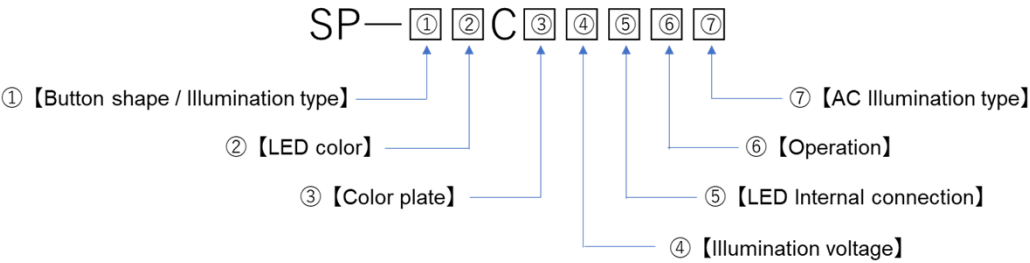 SP—①②C③④⑤⑥⑦
①【Button shape / Illumination type】
⑦【AC Illumination type】
②【LED color】
⑥【Operation】
③【Color plate】
⑤【LED Internal connection】
④【Illumination voltage】